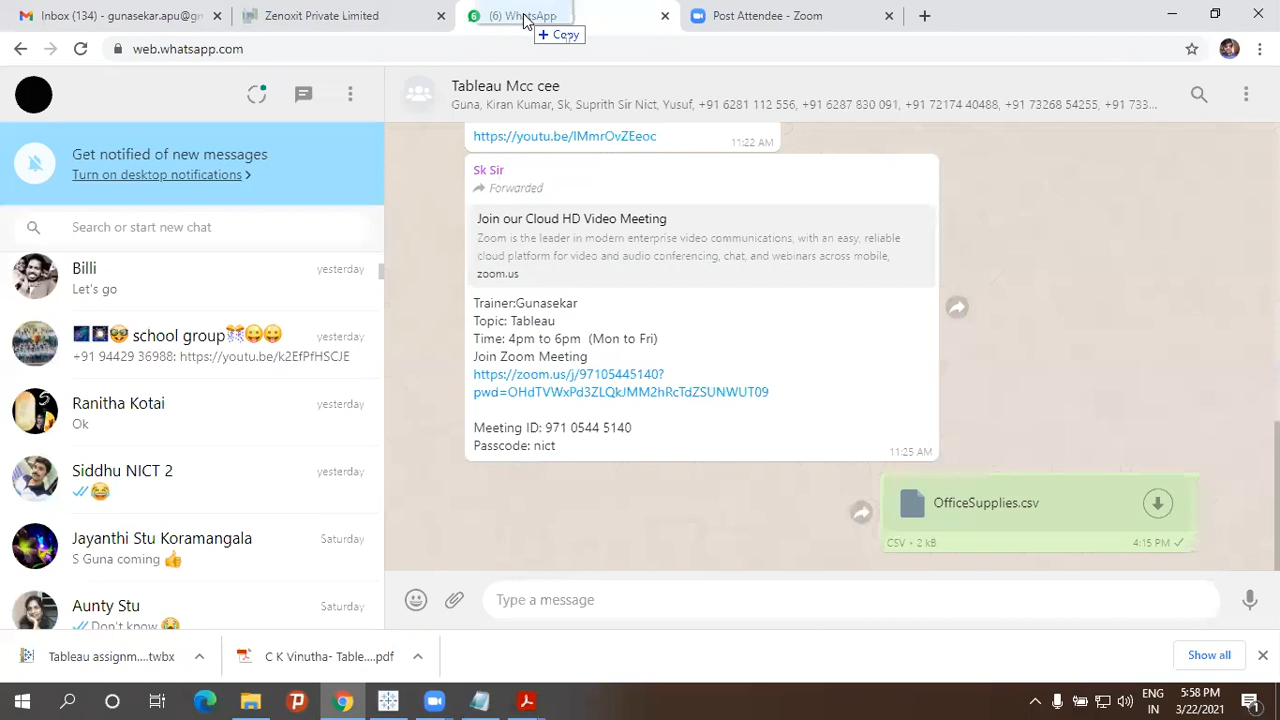 Inbox (134) - gunasekar.apu@gm
Zenoxit Private Limited
(6) WhatsApp
Post Attendee - Zoom
Copy
web.whatsapp.com
Tableau Mcc cee
Guna, Kiran Kumar, Sk, Suprith Sir Nict, Yusuf, +91 6281 112 556, +91 6287 830 091, +91 72174 40488, +91 73268 54255, +91 733...
Get notified of new messages
Turn on desktop notifications >
Search or start new chat
Billi
yesterday
Let's go
school group
yesterday
+91 94429 36988: https://youtu.be/k2EfPfHSCJE
Ranitha Kotai
yesterday
Ok
Siddhu NICT 2
yesterday
Jayanthi Stu Koramangala
Saturday
S Guna coming
Aunty Stu
Saturday
Don't know
https://youtu.be/IMmrOvZEeoc
11:22 AM
Sk Sir
Forwarded
Join our Cloud HD Video Meeting
Zoom is the leader in modern enterprise video communications, with an easy, reliable
cloud platform for video and audio conferencing, chat, and webinars across mobile,
zoom.us
Trainer:Gunasekar
Topic: Tableau
Time: 4pm to 6pm (Mon to Fri)
Join Zoom Meeting
https://zoom.us/j/97105445140?
pwd=OHdTVWxPd3ZLQkJMM2hRcTdZSUNWUT09
Meeting ID: 971 0544 5140
Passcode: nict
11:25 AM
OfficeSupplies.csv
CSV • 2 kB
4:15 PM
Type a message
Tableau assignm....twbx
C K Vinutha- Table....pdf
Show all
ENG
IN
5:58 PM
3/22/2021